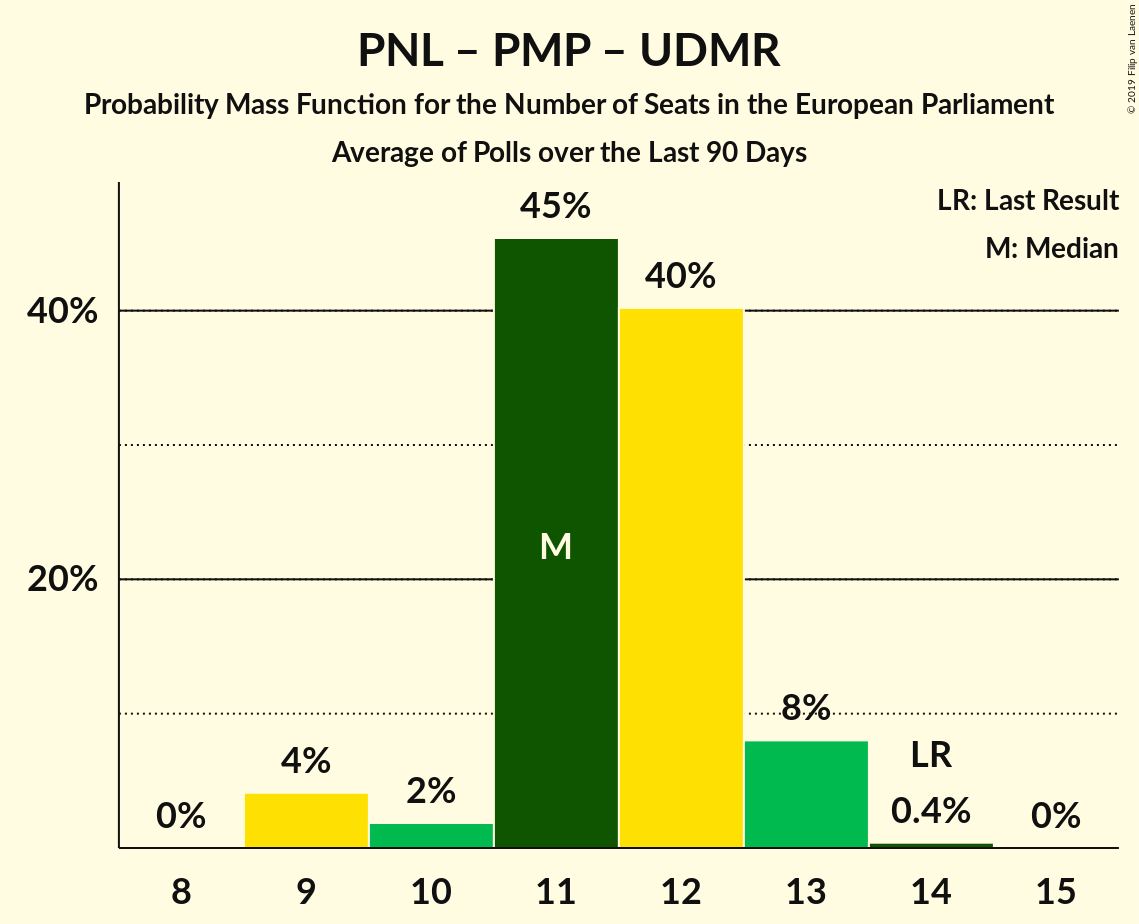 PNL – PMP – UDMR
Probability Mass Function for the Number of Seats in the European Parliament
Average of Polls over the Last 90 Days
© 2019 Filip van Laenen
LR: Last Result
M: Median
45%
40%
40%
M
20%
8%
4%
2%
LR
0%
0.4%
0%
8 9 10 11 12 13 14 15